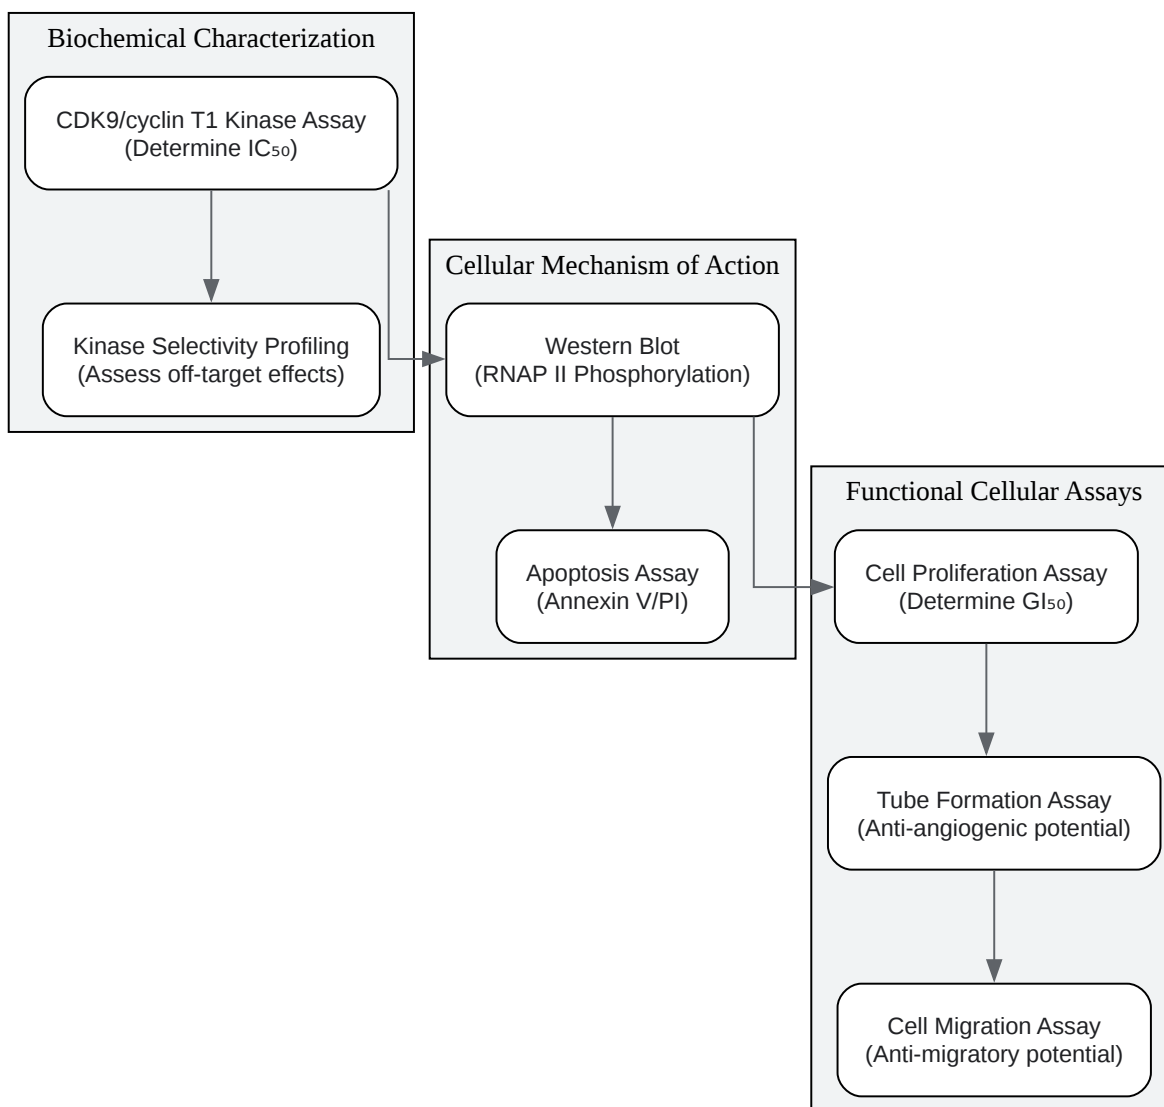 Biochemical Characterization
CDK9/cyclin T1 Kinase Assay
(Determine IC₅₀)
Kinase Selectivity Profiling
(Assess off-target effects)
Cellular Mechanism of Action
Western Blot
(RNAP II Phosphorylation)
Apoptosis Assay
(Annexin V/PI)
Functional Cellular Assays
Cell Proliferation Assay
(Determine GI₅₀)
Tube Formation Assay
(Anti-angiogenic potential)
Cell Migration Assay
(Anti-migratory potential)